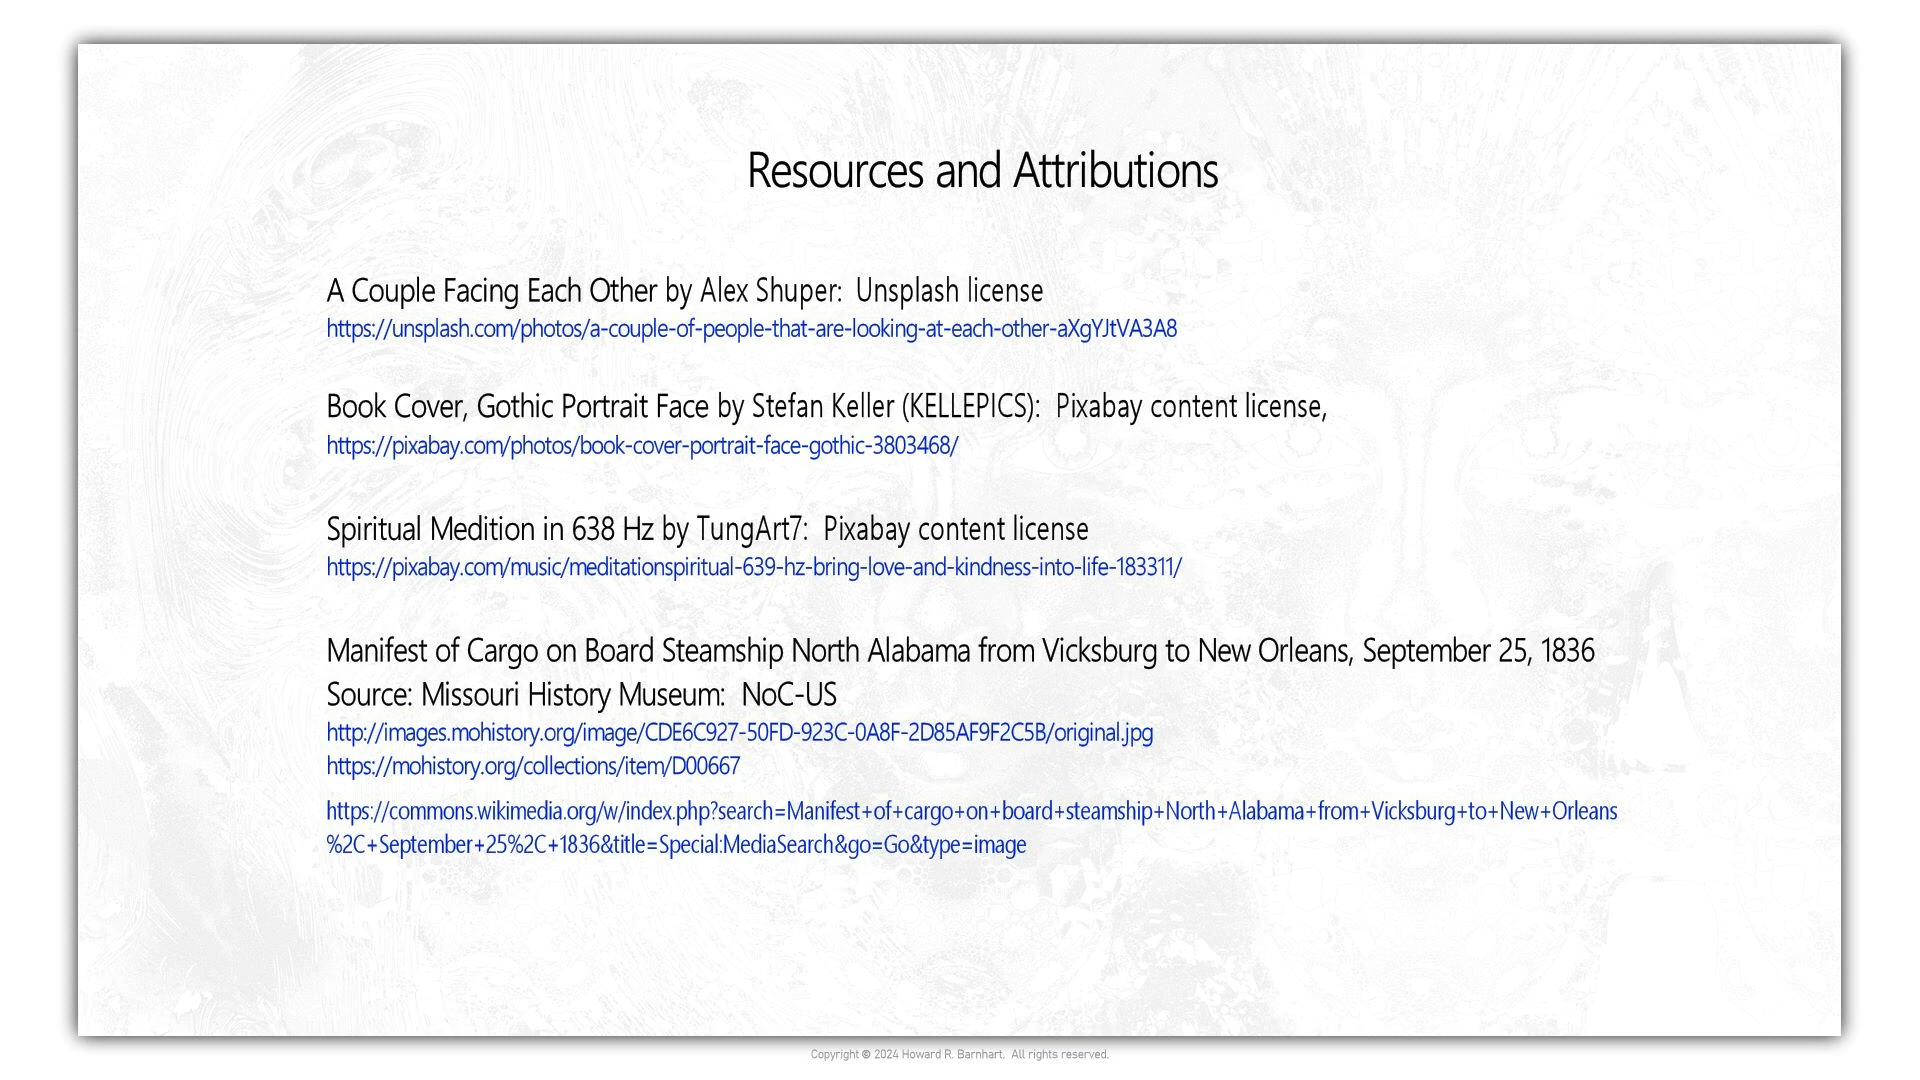 Resources and Attributions
A Couple Facing Each Other by Alex Shuper:  Unsplash license
https://unsplash.com/photos/a-couple-of-people-that-are-looking-at-each-other-aXgYJtVA3A8
Book Cover, Gothic Portrait Face by Stefan Keller (KELLEPICS):  Pixabay content license,
https://pixabay.com/photos/book-cover-portrait-face-gothic-3803468/
Spiritual Medition in 638 Hz by TungArt7:  Pixabay content license
https://pixabay.com/music/meditationspiritual-639-hz-bring-love-and-kindness-into-life-183311/
Manifest of Cargo on Board Steamship North Alabama from Vicksburg to New Orleans, September 25, 1836
Source: Missouri History Museum:  NoC-US
http://images.mohistory.org/image/CDE6C927-50FD-923C-0A8F-2D85AF9F2C5B/original.jpg
https://mohistory.org/collections/item/D00667
https://commons.wikimedia.org/w/index.php?search=Manifest+of+cargo+on+board+steamship+North+Alabama+from+Vicksburg+to+New+Orleans
%2C+September+25%2C+1836&title=Special:MediaSearch&go=Go&type=image
Copyright © 2024 Howard R. Barnhart.  All rights reserved.